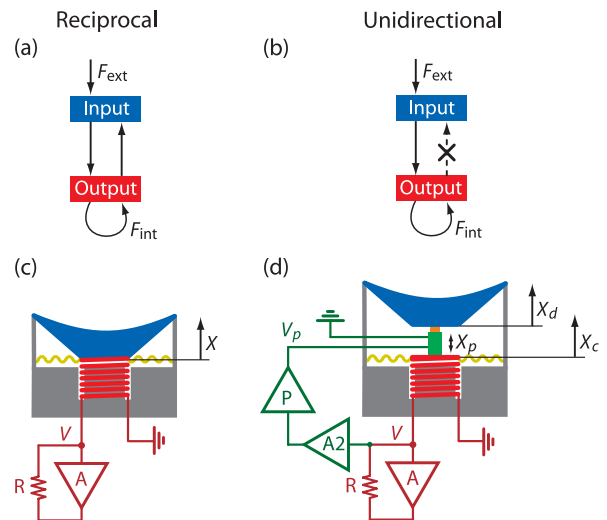 Reciprocal
Unidirectional
(a)
F_ext
Input
Output
F_int
(b)
F_ext
Input
Output
F_int
(c)
X
V
R
A
(d)
X_d
X_c
X_p
V_p
P
A2
V
R
A